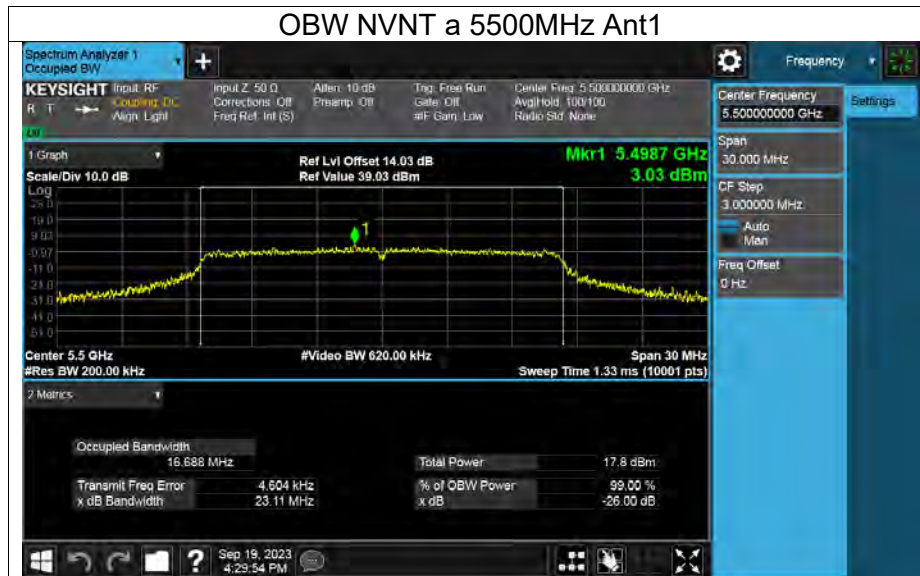 OBW NVNT a 5500MHz Ant1
Spectrum Analyzer 1
Occupied BW
+
Frequency
KEYSIGHT Input: RF
R T
Coupling: DC
Align: Light
Input Z: 50 Ω
Corrections: Off
Freq Ref: Int (S)
Atten: 10 dB
Preamp: Off
Trig: Free Run
Gate: Off
#IF Gain: Low
Center Freq: 5.500000000 GHz
Avg|Hold: 100/100
Radio Std: None
Center Frequency
5.500000000 GHz
Settings
Span
30.000 MHz
CF Step
3.000000 MHz
Auto
Man
Freq Offset
0 Hz
1 Graph
Scale/Div 10.0 dB
Ref Lvl Offset 14.03 dB
Ref Value 39.03 dBm
Mkr1 5.4987 GHz
3.03 dBm
Log
29.0
19.0
9.03
-0.97
-11.0
-21.0
-31.0
-41.0
-51.0
1
Center 5.5 GHz
#Video BW 620.00 kHz
Span 30 MHz
#Res BW 200.00 kHz
Sweep Time 1.33 ms (10001 pts)
2 Metrics
Occupied Bandwidth
16.688 MHz
Total Power 17.8 dBm
Transmit Freq Error 4.604 kHz
% of OBW Power 99.00 %
x dB Bandwidth 23.11 MHz
x dB -26.00 dB
?
Sep 19, 2023
4:29:54 PM